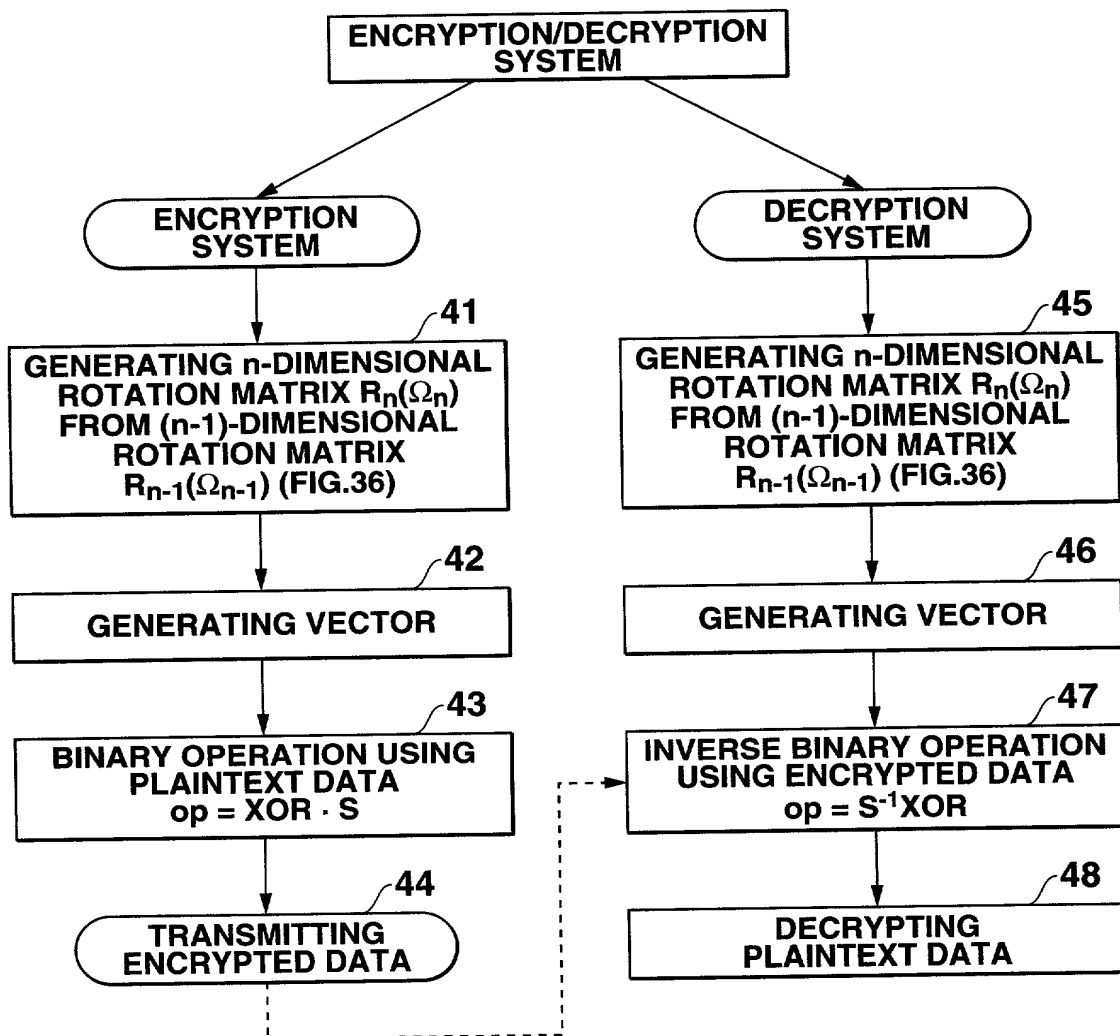 ENCRYPTION/DECRYPTION
SYSTEM
ENCRYPTION
SYSTEM
41
GENERATING n-DIMENSIONAL
ROTATION MATRIX Rₙ(Ωₙ)
FROM (n-1)-DIMENSIONAL
ROTATION MATRIX
Rₙ₋₁(Ωₙ₋₁) (FIG.36)
42
GENERATING VECTOR
43
BINARY OPERATION USING
PLAINTEXT DATA
op = XOR · S
44
TRANSMITTING
ENCRYPTED DATA
DECRYPTION
SYSTEM
45
GENERATING n-DIMENSIONAL
ROTATION MATRIX Rₙ(Ωₙ)
FROM (n-1)-DIMENSIONAL
ROTATION MATRIX
Rₙ₋₁(Ωₙ₋₁) (FIG.36)
46
GENERATING VECTOR
47
INVERSE BINARY OPERATION
USING ENCRYPTED DATA
op = S⁻¹XOR
48
DECRYPTING
PLAINTEXT DATA